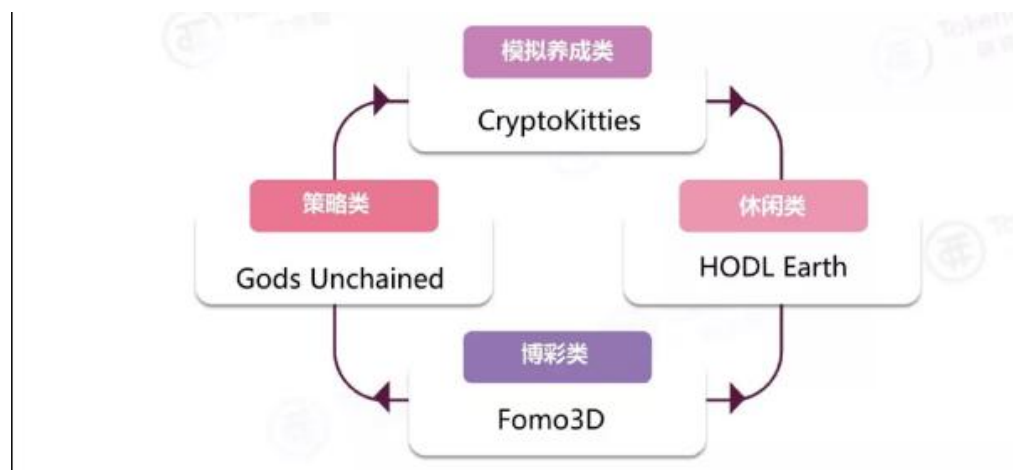 模拟养成类
CryptoKitties
策略类
休闲类
Gods Unchained
HODL Earth
博彩类
Fomo3D